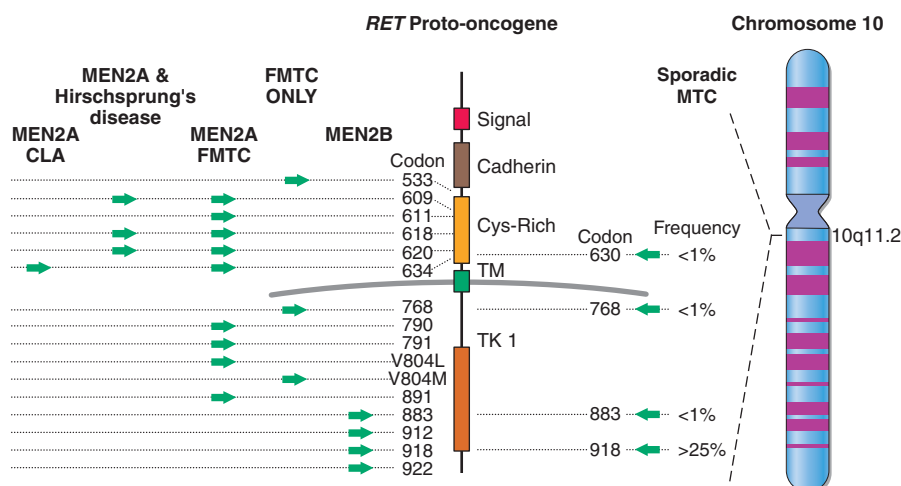 RET Proto-oncogene
Chromosome 10
MEN2A &
Hirschsprung's
disease
FMTC
ONLY
Sporadic
MTC
MEN2A
CLA
MEN2A
FMTC
MEN2B
Signal
Codon
Cadherin
533
609
611
Cys-Rich
618
620
634
TM
Codon
Frequency
10q11.2
630
<1%
768
768
<1%
790
791
TK 1
V804L
V804M
891
883
883
<1%
912
918
918
>25%
922